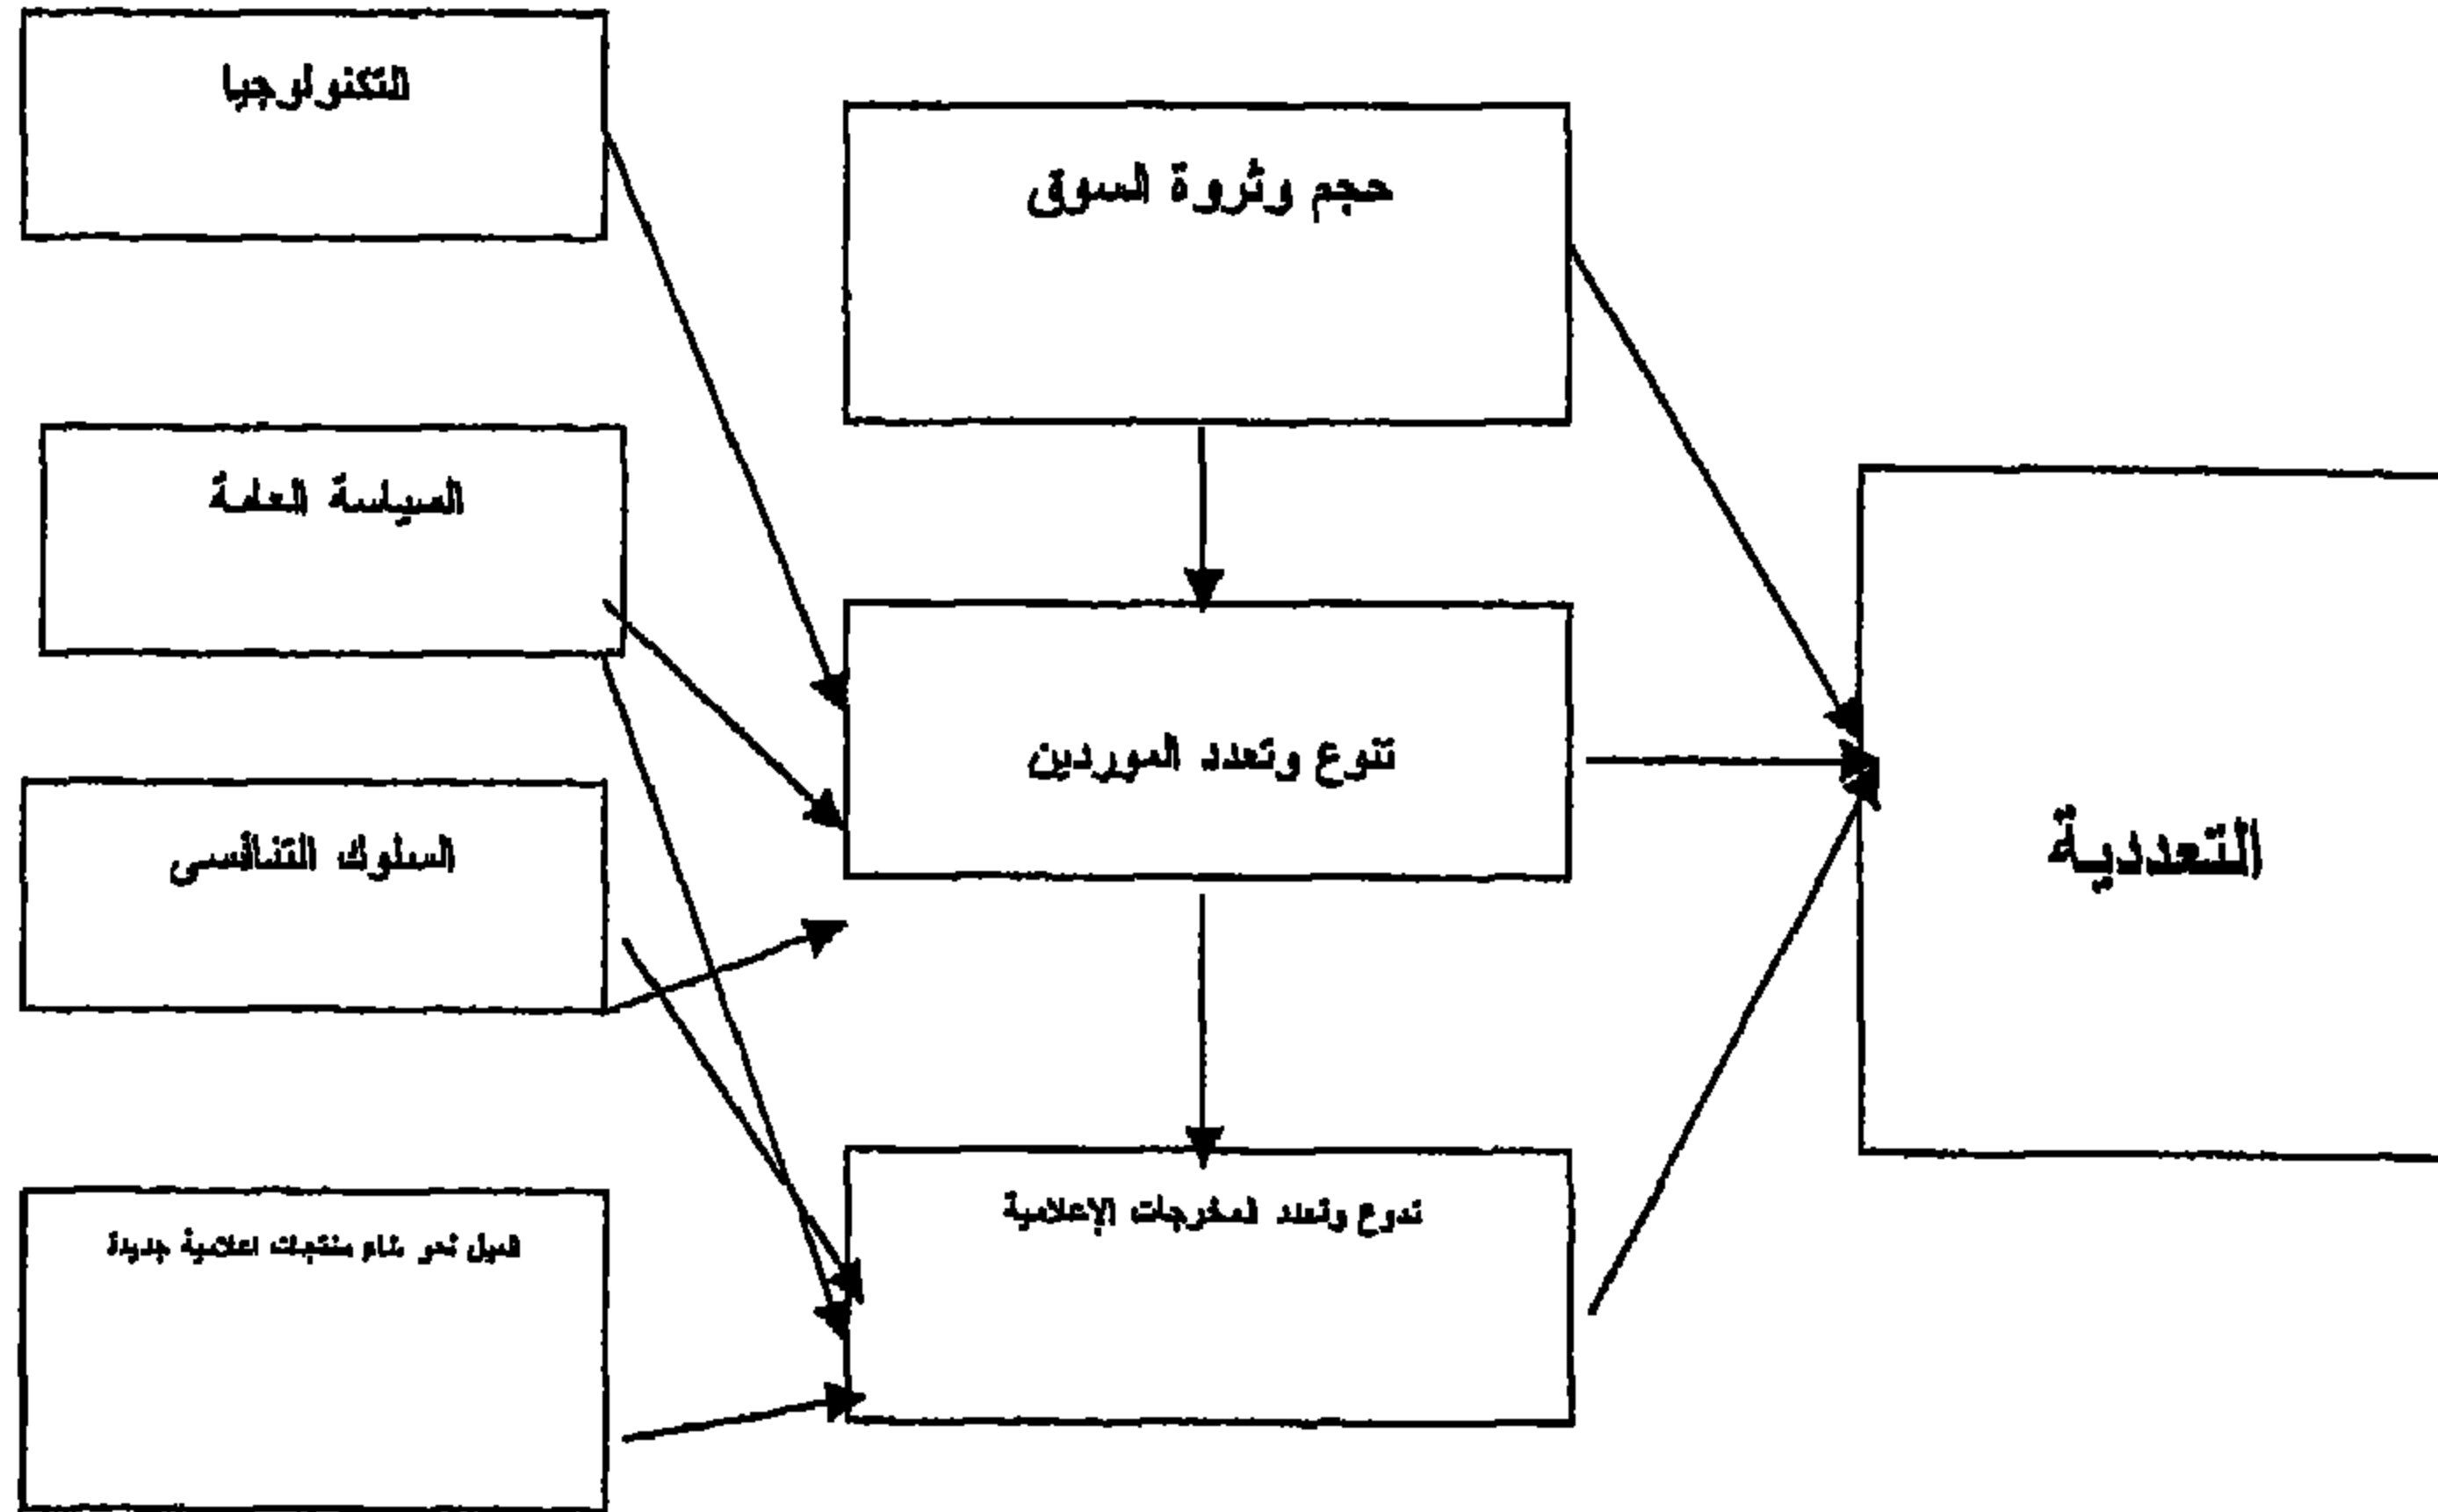 التكنولوجيا
حجم وثروة السوق
السياسة العامة
تنوع وتعدد الموردين
التعددية
السلوك التنافسى
تنوع وتعدد المخرجات الإعلامية
الميل نحو منتجات اعلامية جديدة